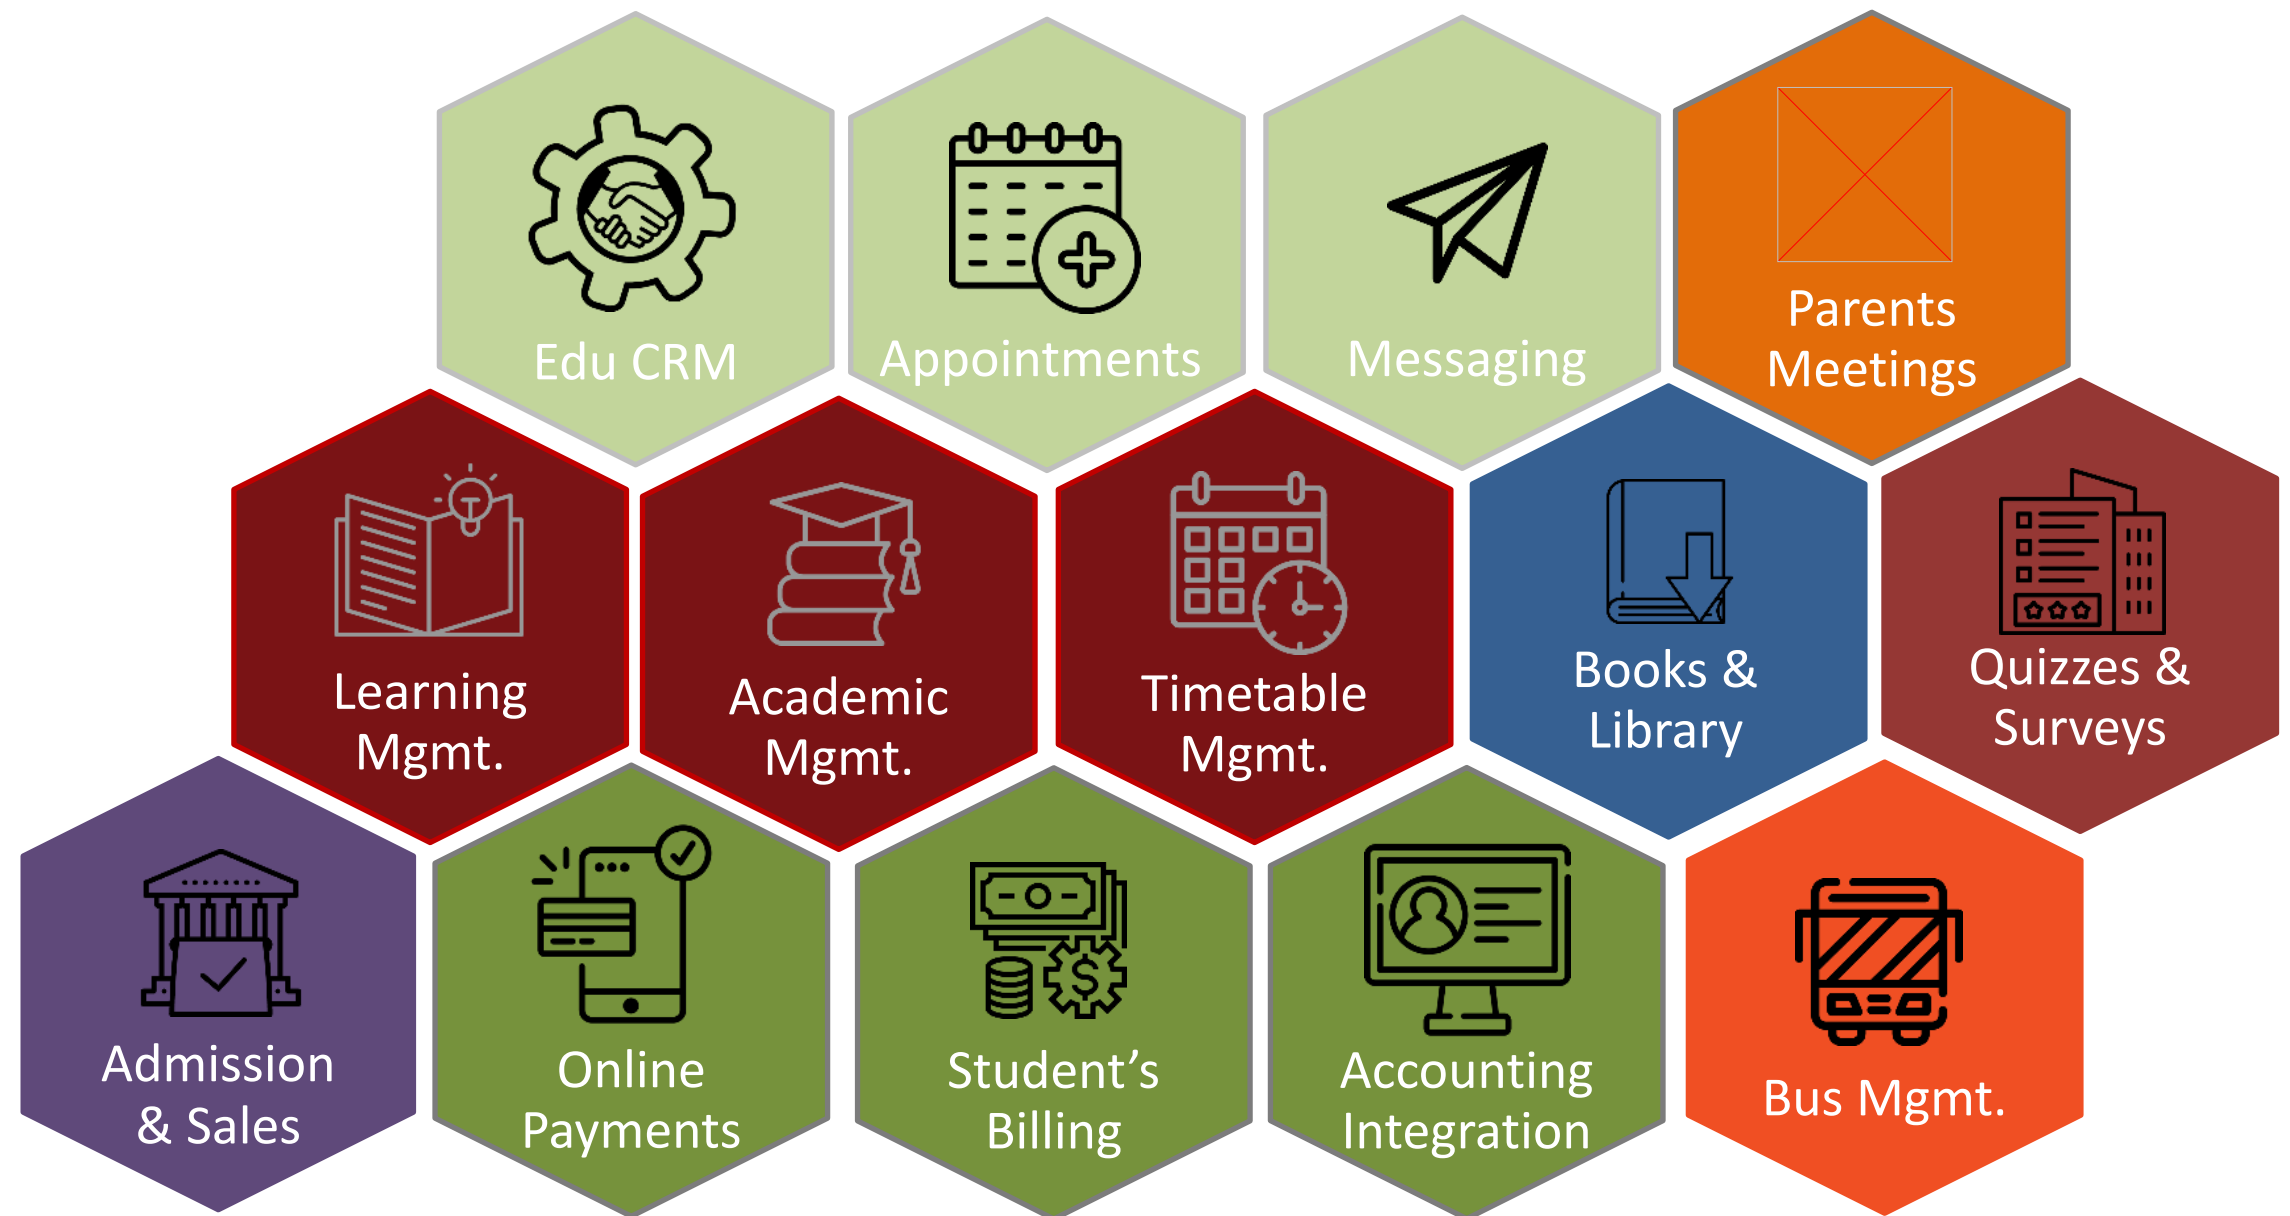 Edu CRM
Appointments
Messaging
Parents
Meetings
Learning
Mgmt.
Academic
Mgmt.
Timetable
Mgmt.
Books &
Library
Quizzes &
Surveys
Admission
& Sales
Online
Payments
Student’s
Billing
Accounting
Integration
Bus Mgmt.